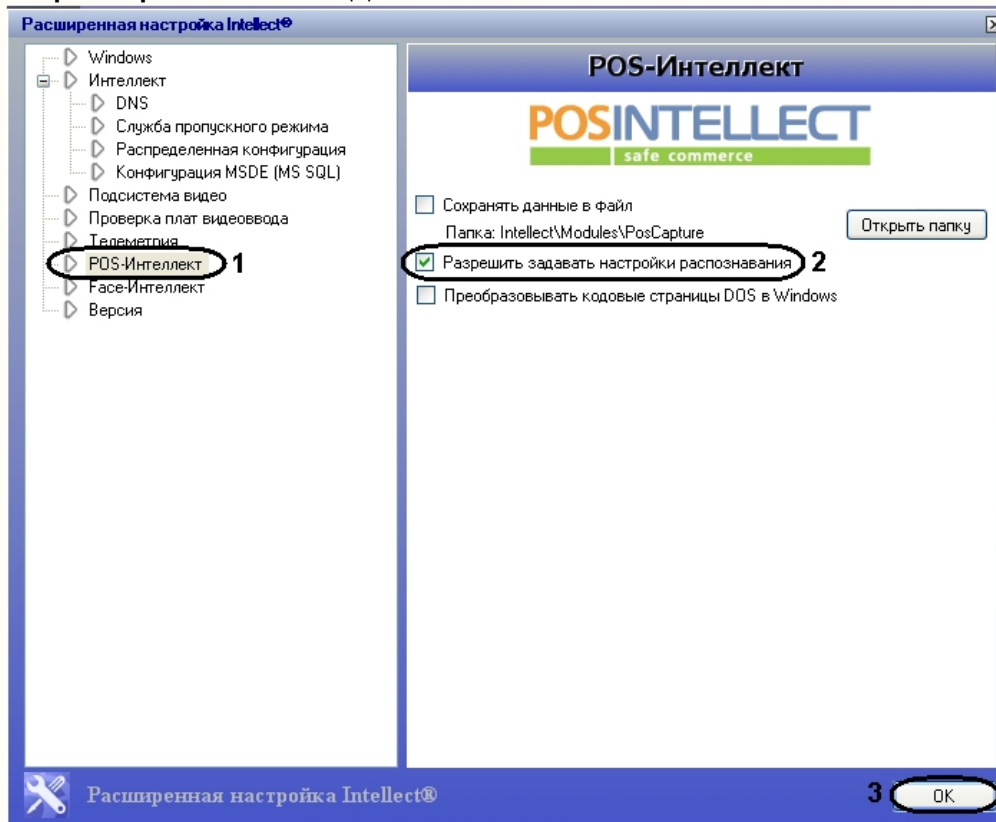 Расширенная настройка Intellect®
Windows
Интеллект
DNS
Служба пропускного режима
Распределенная конфигурация
Конфигурация MSDE (MS SQL)
Подсистема видео
Проверка плат видеоввода
Телеметрия
POS-Интеллект 1
Face-Интеллект
Версия
POS-Интеллект
POSINTELLECT
safe commerce
Сохранять данные в файл
Папка: Intellect\Modules\PosCapture
Открыть папку
Разрешить задавать настройки распознавания 2
Преобразовывать кодовые страницы DOS в Windows
Расширенная настройка Intellect®
3 OK